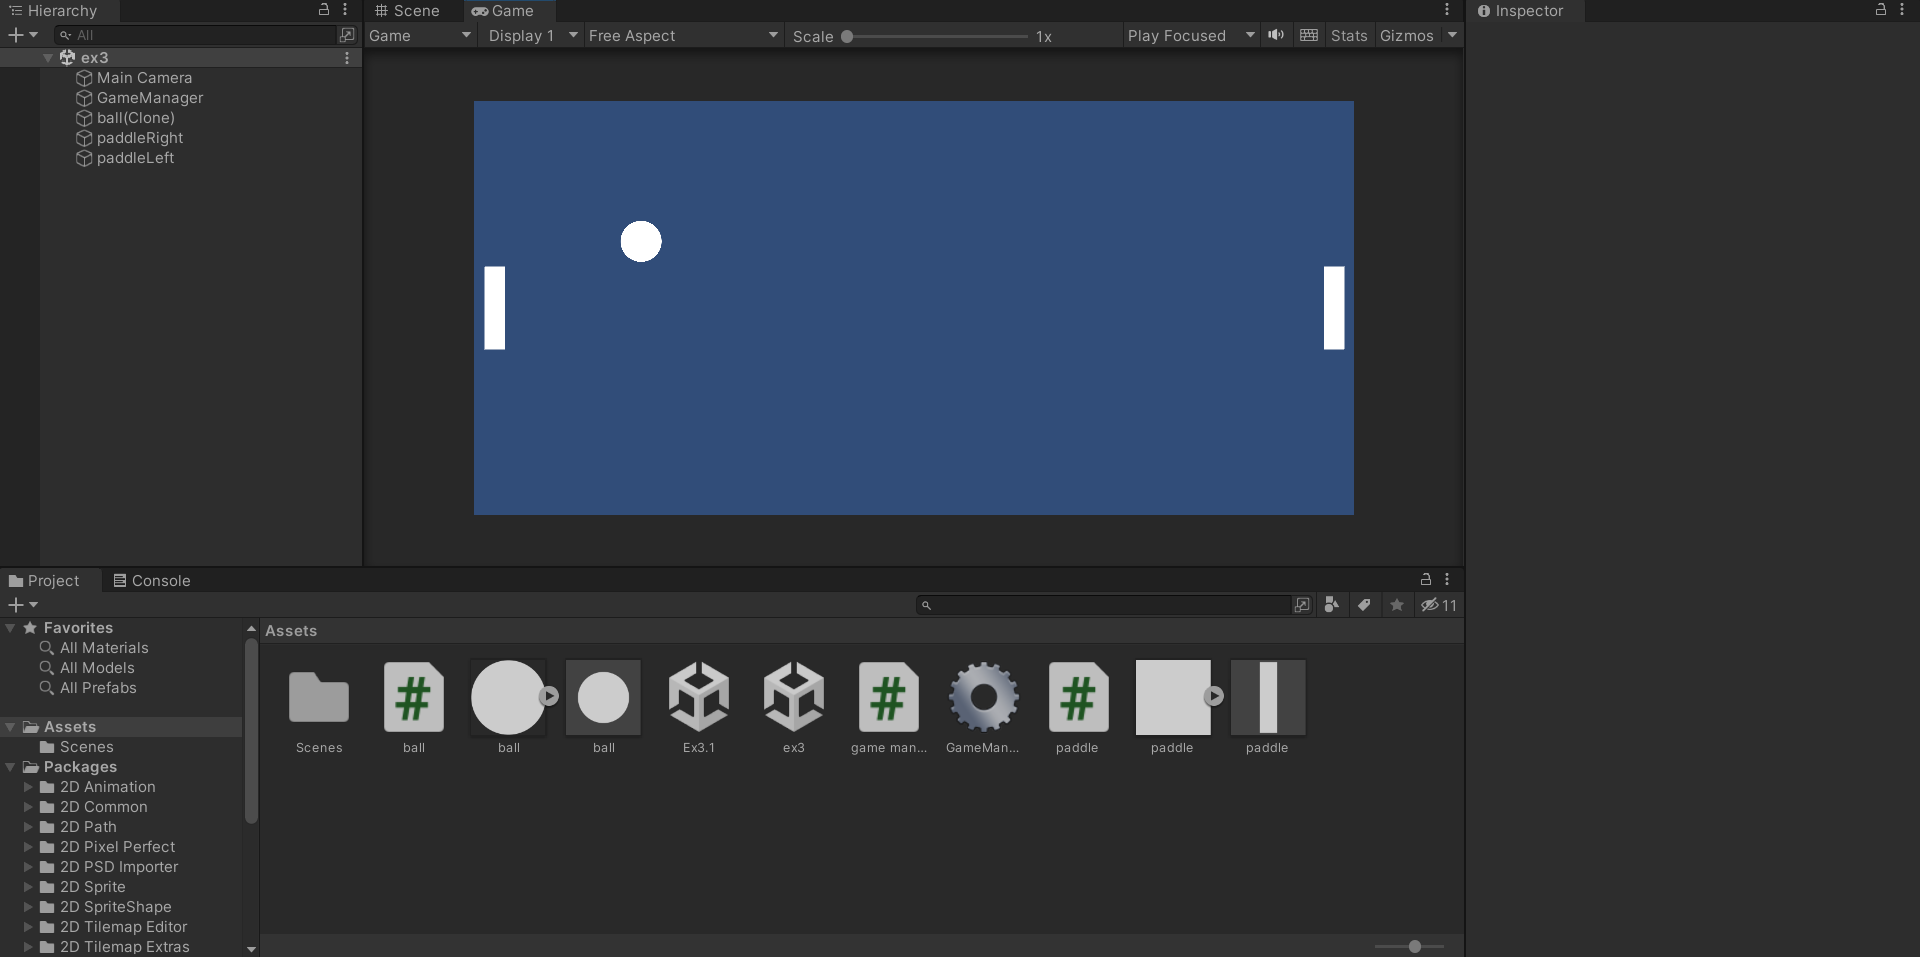 Hierarchy
All
ex3
Main Camera
GameManager
ball(Clone)
paddleRight
paddleLeft
Scene
Game
Game
Display 1
Free Aspect
Scale
1x
Play Focused
Stats
Gizmos
Inspector
Project
Console
11
Favorites
All Materials
All Models
All Prefabs
Assets
Scenes
Packages
2D Animation
2D Common
2D Path
2D Pixel Perfect
2D PSD Importer
2D Sprite
2D SpriteShape
2D Tilemap Editor
2D Tilemap Extras
Assets
Scenes
ball
ball
ball
Ex3.1
ex3
game man...
GameMan...
paddle
paddle
paddle